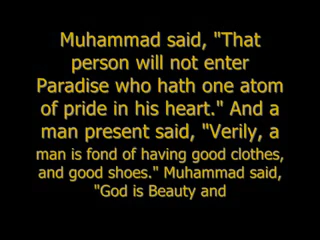 Muhammad said, "That
person will not enter
Paradise who hath one atom
of pride in his heart." And a
man present said, "Verily, a
man is fond of having good clothes,
and good shoes." Muhammad said,
"God is Beauty and